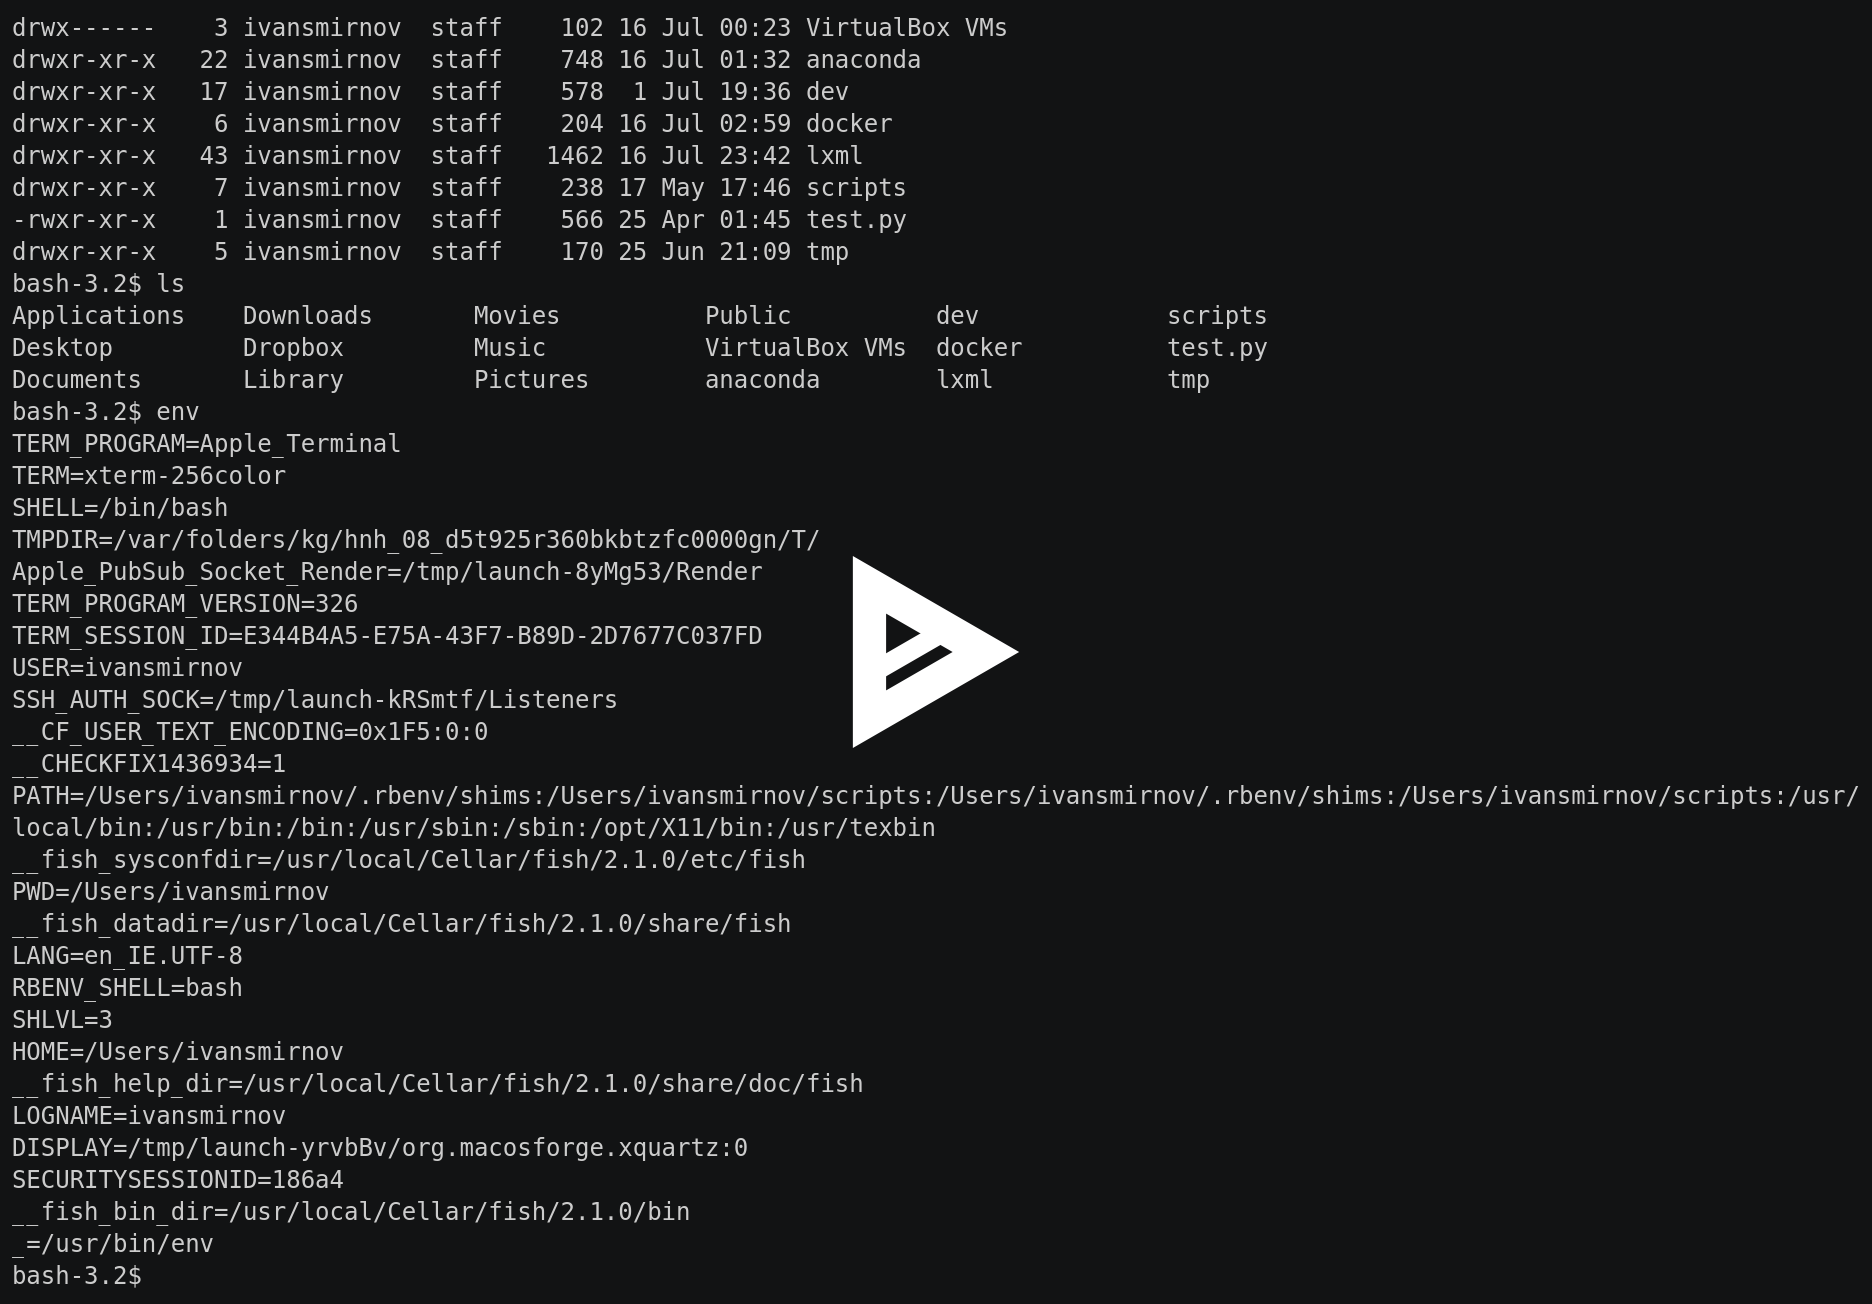 drwx------    3 ivansmirnov  staff    102 16 Jul 00:23 VirtualBox VMs
drwxr-xr-x   22 ivansmirnov  staff    748 16 Jul 01:32 anaconda
drwxr-xr-x   17 ivansmirnov  staff    578  1 Jul 19:36 dev
drwxr-xr-x    6 ivansmirnov  staff    204 16 Jul 02:59 docker
drwxr-xr-x   43 ivansmirnov  staff   1462 16 Jul 23:42 lxml
drwxr-xr-x    7 ivansmirnov  staff    238 17 May 17:46 scripts
-rwxr-xr-x    1 ivansmirnov  staff    566 25 Apr 01:45 test.py
drwxr-xr-x    5 ivansmirnov  staff    170 25 Jun 21:09 tmp
bash-3.2$ ls
Applications    Downloads       Movies          Public          dev             scripts
Desktop         Dropbox         Music           VirtualBox VMs  docker          test.py
Documents       Library         Pictures        anaconda        lxml            tmp
bash-3.2$ env
TERM_PROGRAM=Apple_Terminal
TERM=xterm-256color
SHELL=/bin/bash
TMPDIR=/var/folders/kg/hnh_08_d5t925r360bkbtzfc0000gn/T/
Apple_PubSub_Socket_Render=/tmp/launch-8yMg53/Render
TERM_PROGRAM_VERSION=326
TERM_SESSION_ID=E344B4A5-E75A-43F7-B89D-2D7677C037FD
USER=ivansmirnov
SSH_AUTH_SOCK=/tmp/launch-kRSmtf/Listeners
__CF_USER_TEXT_ENCODING=0x1F5:0:0
__CHECKFIX1436934=1
PATH=/Users/ivansmirnov/.rbenv/shims:/Users/ivansmirnov/scripts:/Users/ivansmirnov/.rbenv/shims:/Users/ivansmirnov/scripts:/usr/
local/bin:/usr/bin:/bin:/usr/sbin:/sbin:/opt/X11/bin:/usr/texbin
__fish_sysconfdir=/usr/local/Cellar/fish/2.1.0/etc/fish
PWD=/Users/ivansmirnov
__fish_datadir=/usr/local/Cellar/fish/2.1.0/share/fish
LANG=en_IE.UTF-8
RBENV_SHELL=bash
SHLVL=3
HOME=/Users/ivansmirnov
__fish_help_dir=/usr/local/Cellar/fish/2.1.0/share/doc/fish
LOGNAME=ivansmirnov
DISPLAY=/tmp/launch-yrvbBv/org.macosforge.xquartz:0
SECURITYSESSIONID=186a4
__fish_bin_dir=/usr/local/Cellar/fish/2.1.0/bin
_=/usr/bin/env
bash-3.2$